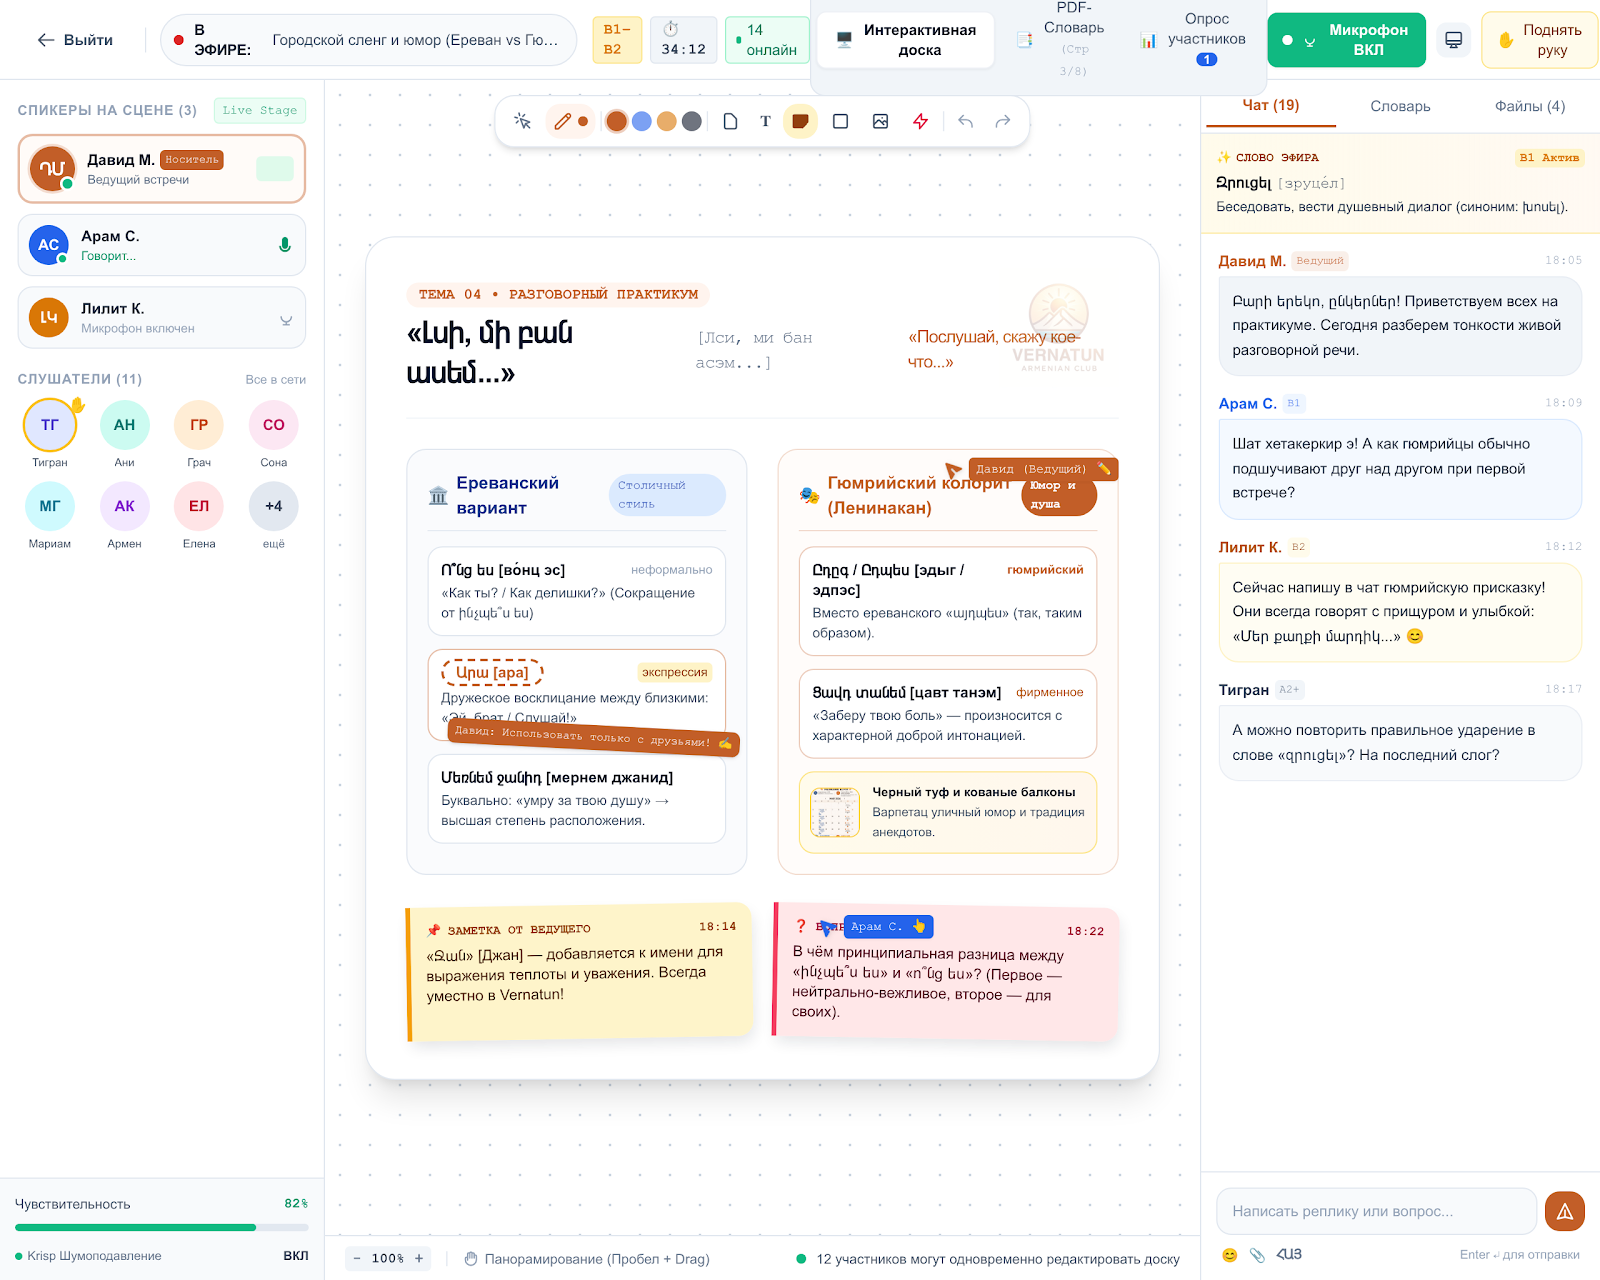 Выйти
В ЭФИРЕ:
Городской сленг и юмор (Ереван vs Гю...
B1–B2
⏱ 34:12
14 онлайн
Интерактивная доска
PDF-Словарь (Стр 3/8)
Опрос участников 1
Микрофон ВКЛ
Поднять руку
СПИКЕРЫ НА СЦЕНЕ (3)
Live Stage
ԴՄ
Давид М. Носитель
Ведущий встречи
АС
Арам С.
Говорит...
ԼԿ
Лилит К.
Микрофон включен
СЛУШАТЕЛИ (11)
Все в сети
ТГ АН ГР СО
Тигран Ани Грач Сона
МГ АК ЕЛ +4
Мариам Армен Елена ещё
Чувствительность 82%
Krisp Шумоподавление ВКЛ
T
ТЕМА 04 • РАЗГОВОРНЫЙ ПРАКТИКУМ
«Լսի, մի բան
ասեմ...»
[Лси, ми бан
асэм...]
«Послушай, скажу кое-
что...»
VERNATUN
ARMENIAN CLUB
Ереванский
вариант
Столичный
стиль
Ո՞նց ես [во́нц эс] неформально
«Как ты? / Как делишки?» (Сокращение
от ինչպե՞ս ես)
Արա [ара] экспрессия
Дружеское восклицание между близкими:
«Эй, брат / Слушай!»
Давид: Использовать только с друзьями! ✍️
Մեռնեմ ջանիդ [мернем джанид]
Буквально: «умру за твою душу» →
высшая степень расположения.
Давид (Ведущий) ✏️
Гюмрийский колорит
(Ленинакан)
Юмор и
душа
Ըդըգ / Ըդպես [эдыг /
эдпэс]
гюмрийский
Вместо ереванского «այդպես» (так, таким
образом).
Ցավդ տանեմ [цавт танэм] фирменное
«Заберу твою боль» — произносится с
характерной доброй интонацией.
Черный туф и кованые балконы
Варпетац уличный юмор и традиция
анекдотов.
📌 ЗАМЕТКА ОТ ВЕДУЩЕГО 18:14
«Ջան» [Джан] — добавляется к имени для
выражения теплоты и уважения. Всегда
уместно в Vernatun!
❓
Арам С. 👆
18:22
В чём принципиальная разница между
«ինչպե՞ս ես» и «ո՞նց ես»? (Первое —
нейтрально-вежливое, второе — для
своих).
− 100% +
Панорамирование (Пробел + Drag)
12 участников могут одновременно редактировать доску
Чат (19)
Словарь
Файлы (4)
✨ СЛОВО ЭФИРА
B1 Актив
Զրուցել [зруце́л]
Беседовать, вести душевный диалог (синоним: խոսել).
Давид М. Ведущий 18:05
Բարի երեկո, ընկերներ! Приветствуем всех на
практикуме. Сегодня разберем тонкости живой
разговорной речи.
Арам С. B1 18:09
Шат хетакеркир э! А как гюмрийцы обычно
подшучивают друг над другом при первой
встрече?
Лилит К. B2 18:12
Сейчас напишу в чат гюмрийскую присказку!
Они всегда говорят с прищуром и улыбкой:
«Մեր քաղքի մարդիկ...» 😊
Тигран A2+ 18:17
А можно повторить правильное ударение в
слове «զրուցել»? На последний слог?
Написать реплику или вопрос...
😊 📎 ՀԱՅ
Enter ↵ для отправки